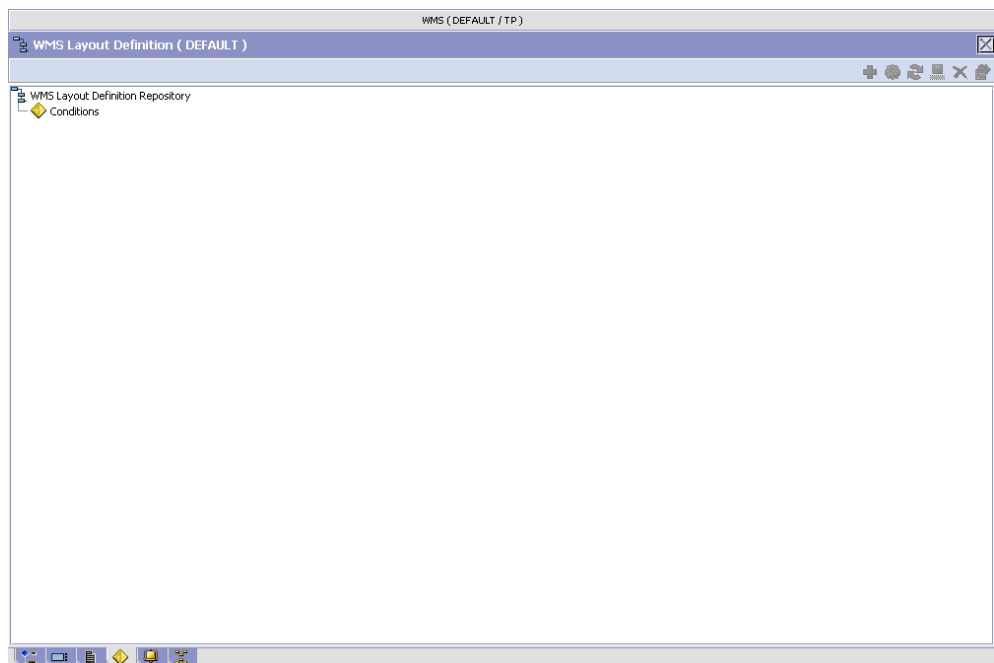 WMS ( DEFAULT / TP )
WMS Layout Definition ( DEFAULT )
WMS Layout Definition Repository
Conditions